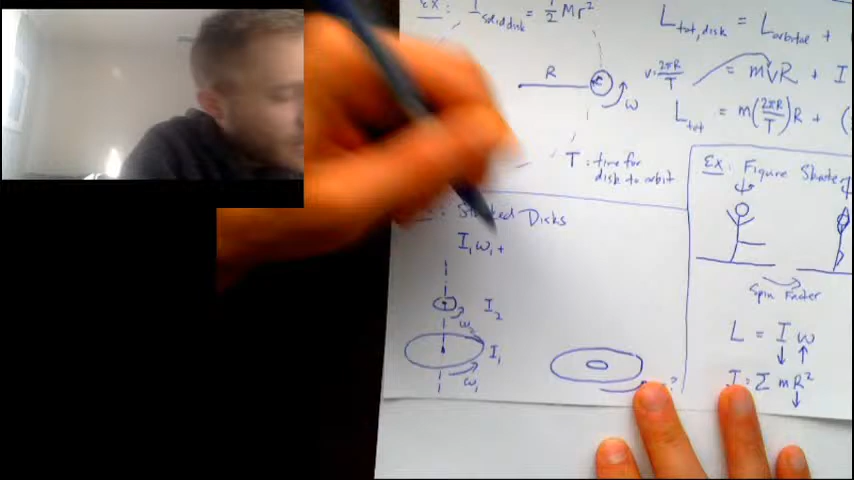 Ex: I solid disk = 1/2 Mr²
L tot, disk = L orbital +
R
ω
v = 2πR/T
= mvR + I
L tot = m(2πR/T)R + (
T: time for
disk to orbit
Disks
I₁ω₁ +
I₂
ω₂
I₁
ω₁
?
Ex: Figure Skater
Spin Faster
L = I ω
I = Σ mR²